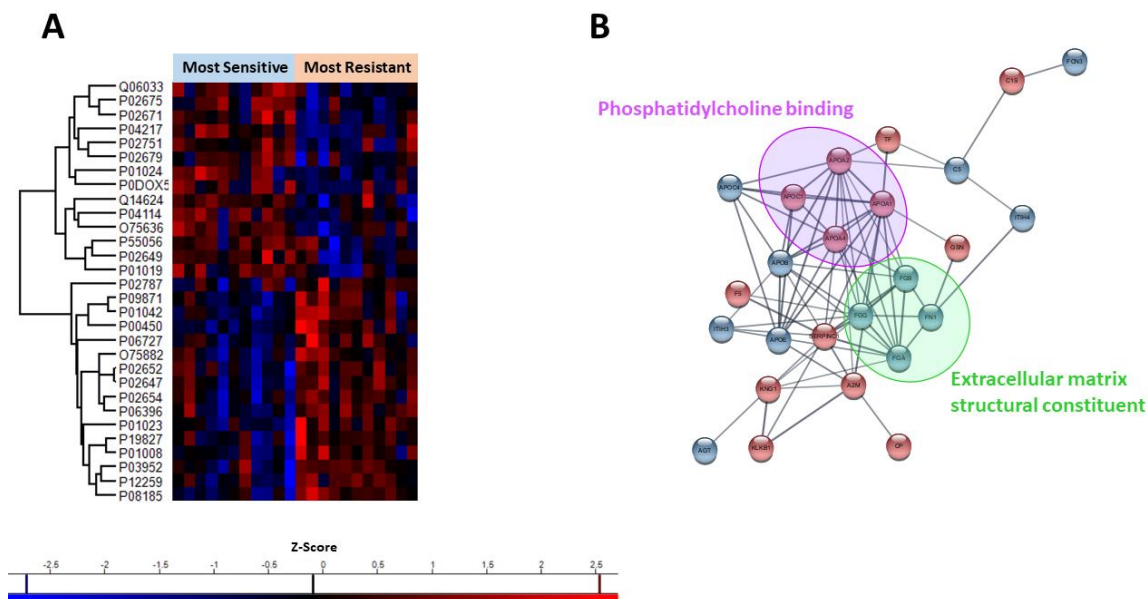 A
Most Sensitive Most Resistant
Q06033
P02675
P02671
P04217
P02751
P02679
P01024
P0DOX5
Q14624
P04114
O75636
P55056
P02649
P01019
P02787
P09871
P01042
P00450
P06727
O75882
P02652
P02647
P02654
P06396
P01023
P19827
P01008
P03952
P12259
P08185
Z-Score
-2.5 -2 -1.5 -1 -0.5 0 0.5 1 1.5 2 2.5
B
Phosphatidylcholine binding
FCN3
C1S
TF
APOA2
C3
APOC4
APOC1
APOA1
ITIH4
APOA4
GSN
APOB
FGB
F5
FGG
FN1
ITIH3
APOE
SERPINC1
FGA
Extracellular matrix
structural constituent
KNG1
A2M
AGT
KLKB1
CP